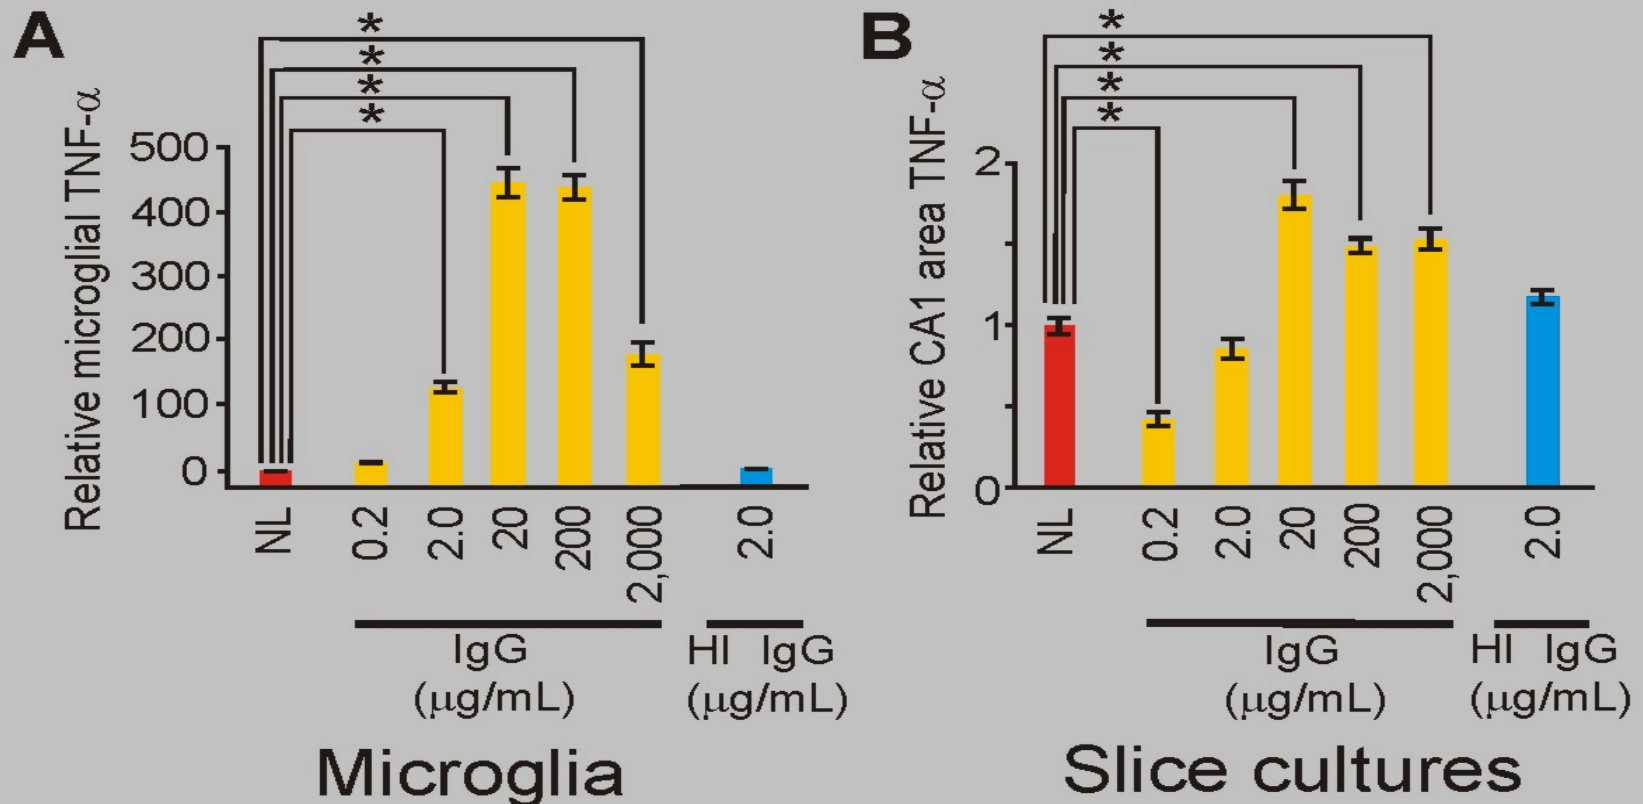 A
*
*
*
*
Relative microglial TNF-α
500
400
300
200
100
0
NL
0.2
2.0
20
200
2,000
2.0
IgG
(µg/mL)
HI IgG
(µg/mL)
Microglia
B
*
*
*
*
Relative CA1 area TNF-α
2
1
0
NL
0.2
2.0
20
200
2,000
2.0
IgG
(µg/mL)
HI IgG
(µg/mL)
Slice cultures